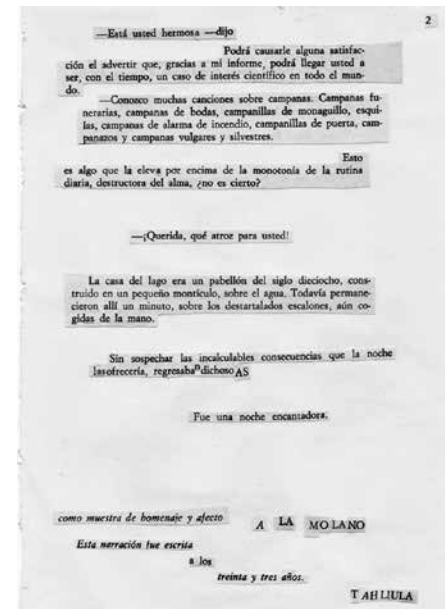 2
—Está usted hermosa —dijo
Podrá causarle alguna satisfac-
ción el advertir que, gracias a mi informe, podrá llegar usted a
ser, con el tiempo, un caso de interés científico en todo el mun-
do.
—Conozco muchas canciones sobre campanas. Campanas fu-
nerarias, campanas de bodas, campanillas de monaguillo, esqui-
las, campanas de alarma de incendio, campanillas de puerta, cam-
panazos y campanas vulgares y silvestres.
Esto
es algo que la eleva por encima de la monotonía de la rutina
diaria, destructora del alma, ¿no es cierto?
—¡Querida, qué atroz para usted!
La casa del lago era un pabellón del siglo dieciocho, cons-
truido en un pequeño montículo, sobre el agua. Todavía permane-
cieron allí un minuto, sobre los destartalados escalones, aún co-
gidas de la mano.
Sin sospechar las incalculables consecuencias que la noche
lasofrecería, regresabaⁿdichosoAS
Fue una noche encantadora.
como muestra de homenaje y afecto
A LA MOLANO
Esta narración fue escrita
a los
treinta y tres años.